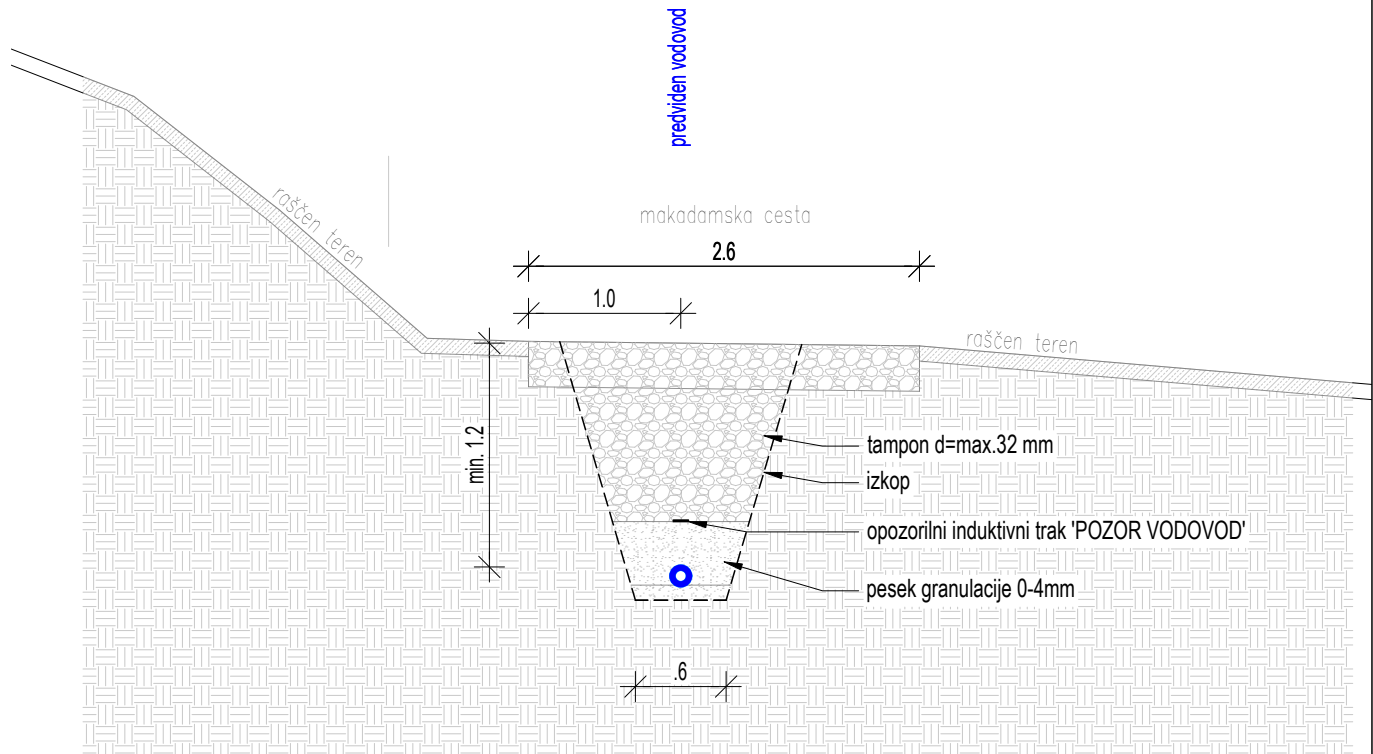 predviden vodovod
raščen teren
makadamska cesta
2.6
1.0
raščen teren
min. 1.2
tampon d=max.32 mm
izkop
opozorilni induktivni trak 'POZOR VODOVOD'
pesek granulacije 0-4mm
.6